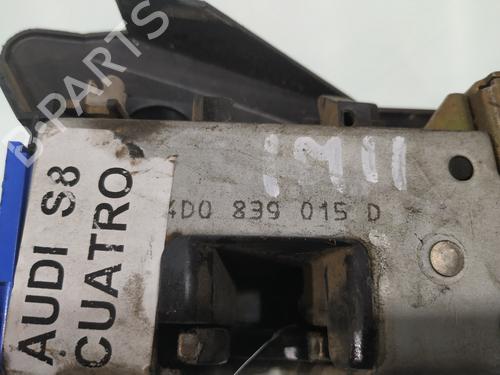 B-PARTS
1M11
4D0 839 015 D
AUDI S8
CUATRO